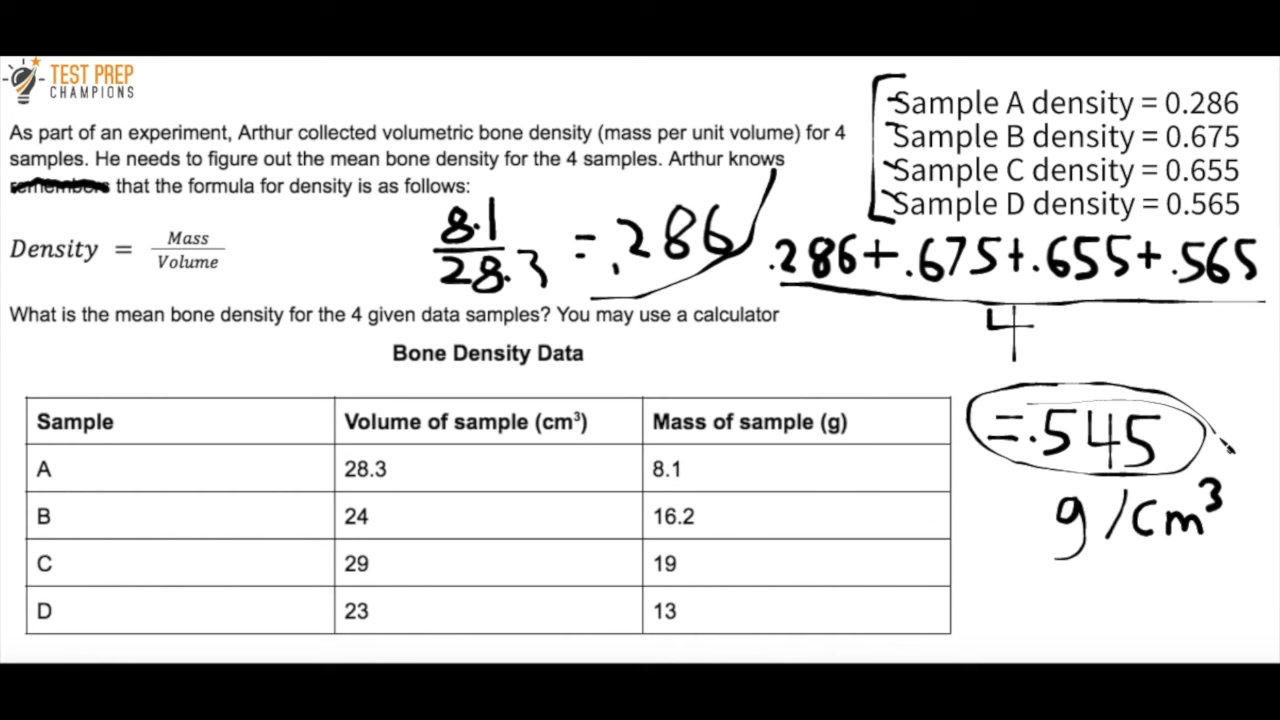 TEST PREP
CHAMPIONS
As part of an experiment, Arthur collected volumetric bone density (mass per unit volume) for 4
samples. He needs to figure out the mean bone density for the 4 samples. Arthur knows
remembers that the formula for density is as follows:
Density = Mass / Volume
8.1 / 28.3 = .286
What is the mean bone density for the 4 given data samples? You may use a calculator
Sample A density = 0.286
Sample B density = 0.675
Sample C density = 0.655
Sample D density = 0.565
.286+.675+.655+.565
4
=.545
g/cm³
Bone Density Data
Sample Volume of sample (cm³) Mass of sample (g)
A 28.3 8.1
B 24 16.2
C 29 19
D 23 13